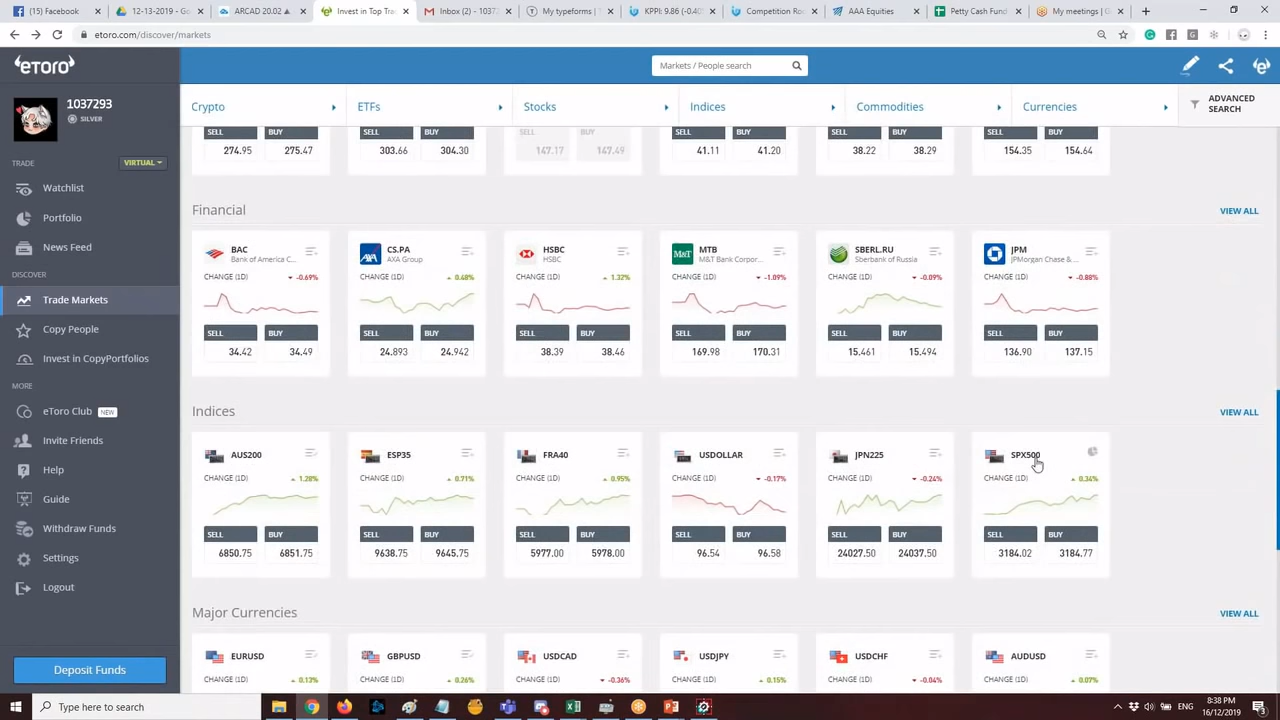 (5) Facebook
12-13-2019 - Go
ARCAD 20.02
Invest in Top Tra
Inbox (2) - 1037.
My typeforms | T
KPPI: 9.86 (-0.40
Competition Roo
AAA Equities
Petty Cash Fund
My meetings | G
etoro.com/discover/markets
eToro
Markets / People search
1037293
SILVER
Crypto
ETFs
Stocks
Indices
Commodities
Currencies
ADVANCED
SEARCH
TRADE
VIRTUAL
Watchlist
Portfolio
News Feed
DISCOVER
Trade Markets
Copy People
Invest in CopyPortfolios
MORE
eToro Club NEW
Invite Friends
Help
Guide
Withdraw Funds
Settings
Logout
Deposit Funds
SELL BUY SELL BUY SELL BUY SELL BUY SELL BUY SELL BUY
274.95 275.47 303.66 304.30 147.17 147.49 41.11 41.20 38.22 38.29 154.35 154.64
Financial
VIEW ALL
BAC CS.PA HSBC MTB SBERL.RU JPM
Bank of America C... AXA Group HSBC M&T Bank Corpor... Sberbank of Russia JPMorgan Chase & ...
CHANGE (1D) -0.69% CHANGE (1D) 0.48% CHANGE (1D) 1.32% CHANGE (1D) -1.09% CHANGE (1D) -0.09% CHANGE (1D) -0.88%
SELL BUY SELL BUY SELL BUY SELL BUY SELL BUY SELL BUY
34.42 34.49 24.893 24.942 38.39 38.46 169.98 170.31 15.461 15.494 136.90 137.15
Indices
VIEW ALL
AUS200 ESP35 FRA40 USDOLLAR JPN225 SPX500
CHANGE (1D) 1.28% CHANGE (1D) 0.71% CHANGE (1D) 0.95% CHANGE (1D) -0.17% CHANGE (1D) -0.24% CHANGE (1D) 0.34%
SELL BUY SELL BUY SELL BUY SELL BUY SELL BUY SELL BUY
6850.75 6851.75 9638.75 9645.75 5977.00 5978.00 96.54 96.58 24027.50 24037.50 3184.02 3184.77
Major Currencies
VIEW ALL
EURUSD GBPUSD USDCAD USDJPY USDCHF AUDUSD
CHANGE (1D) 0.13% CHANGE (1D) 0.26% CHANGE (1D) -0.36% CHANGE (1D) 0.15% CHANGE (1D) -0.04% CHANGE (1D) 0.07%
Type here to search
8:38 PM
16/12/2019